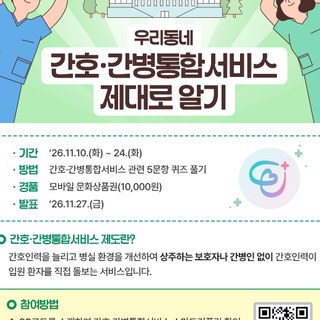 우리동네
간호·간병통합서비스
제대로 알기
· 기간 '26.11.10.(화) ~ 24.(화)
· 방법 간호·간병통합서비스 관련 5문항 퀴즈 풀기
· 경품 모바일 문화상품권(10,000원)
· 발표 '26.11.27.(금)
간호·간병통합서비스 제도란?
간호인력을 늘리고 병실 환경을 개선하여 상주하는 보호자나 간병인 없이 간호인력이
입원 환자를 직접 돌보는 서비스입니다.
참여방법